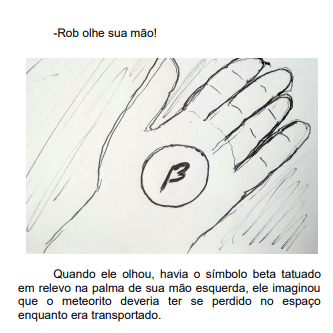 -Rob olhe sua mão!
β
Quando ele olhou, havia o símbolo beta tatuado
em relevo na palma de sua mão esquerda, ele imaginou
que o meteorito deveria ter se perdido no espaço
enquanto era transportado.